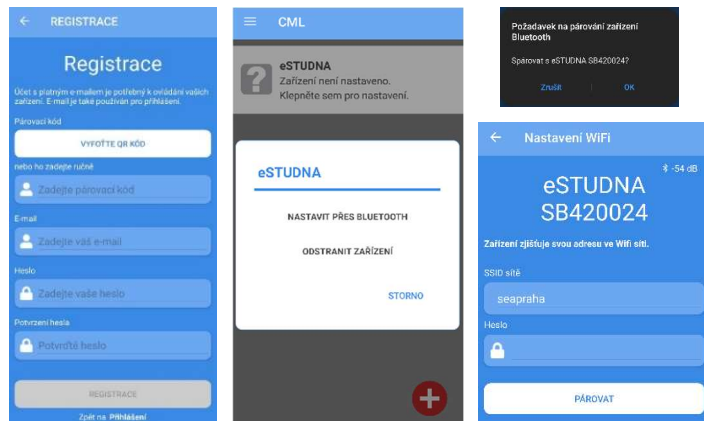 REGISTRACE
Registrace
Účet s platným e-mailem je potřebný k ovládání vašich
zařízení. E-mail je také používán pro přihlášení.
Párovací kód
VYFOŤTE QR KÓD
nebo ho zadejte ručně
Zadejte párovací kód
E-mail
Zadejte váš e-mail
Heslo
Zadejte vaše heslo
Potvrzení hesla
Potvrďte heslo
REGISTRACE
Zpět na Přihlášení
CML
eSTUDNA
Zařízení není nastaveno.
Klepněte sem pro nastavení.
eSTUDNA
NASTAVIT PŘES BLUETOOTH
ODSTRANIT ZAŘÍZENÍ
STORNO
Požadavek na párování zařízení
Bluetooth
Spárovat s eSTUDNA SB420024?
Zrušit
OK
Nastavení WiFi
-54 dB
eSTUDNA
SB420024
Zařízení zjišťuje svou adresu ve Wifi síti.
SSID sítě
seapraha
Heslo
PÁROVAT